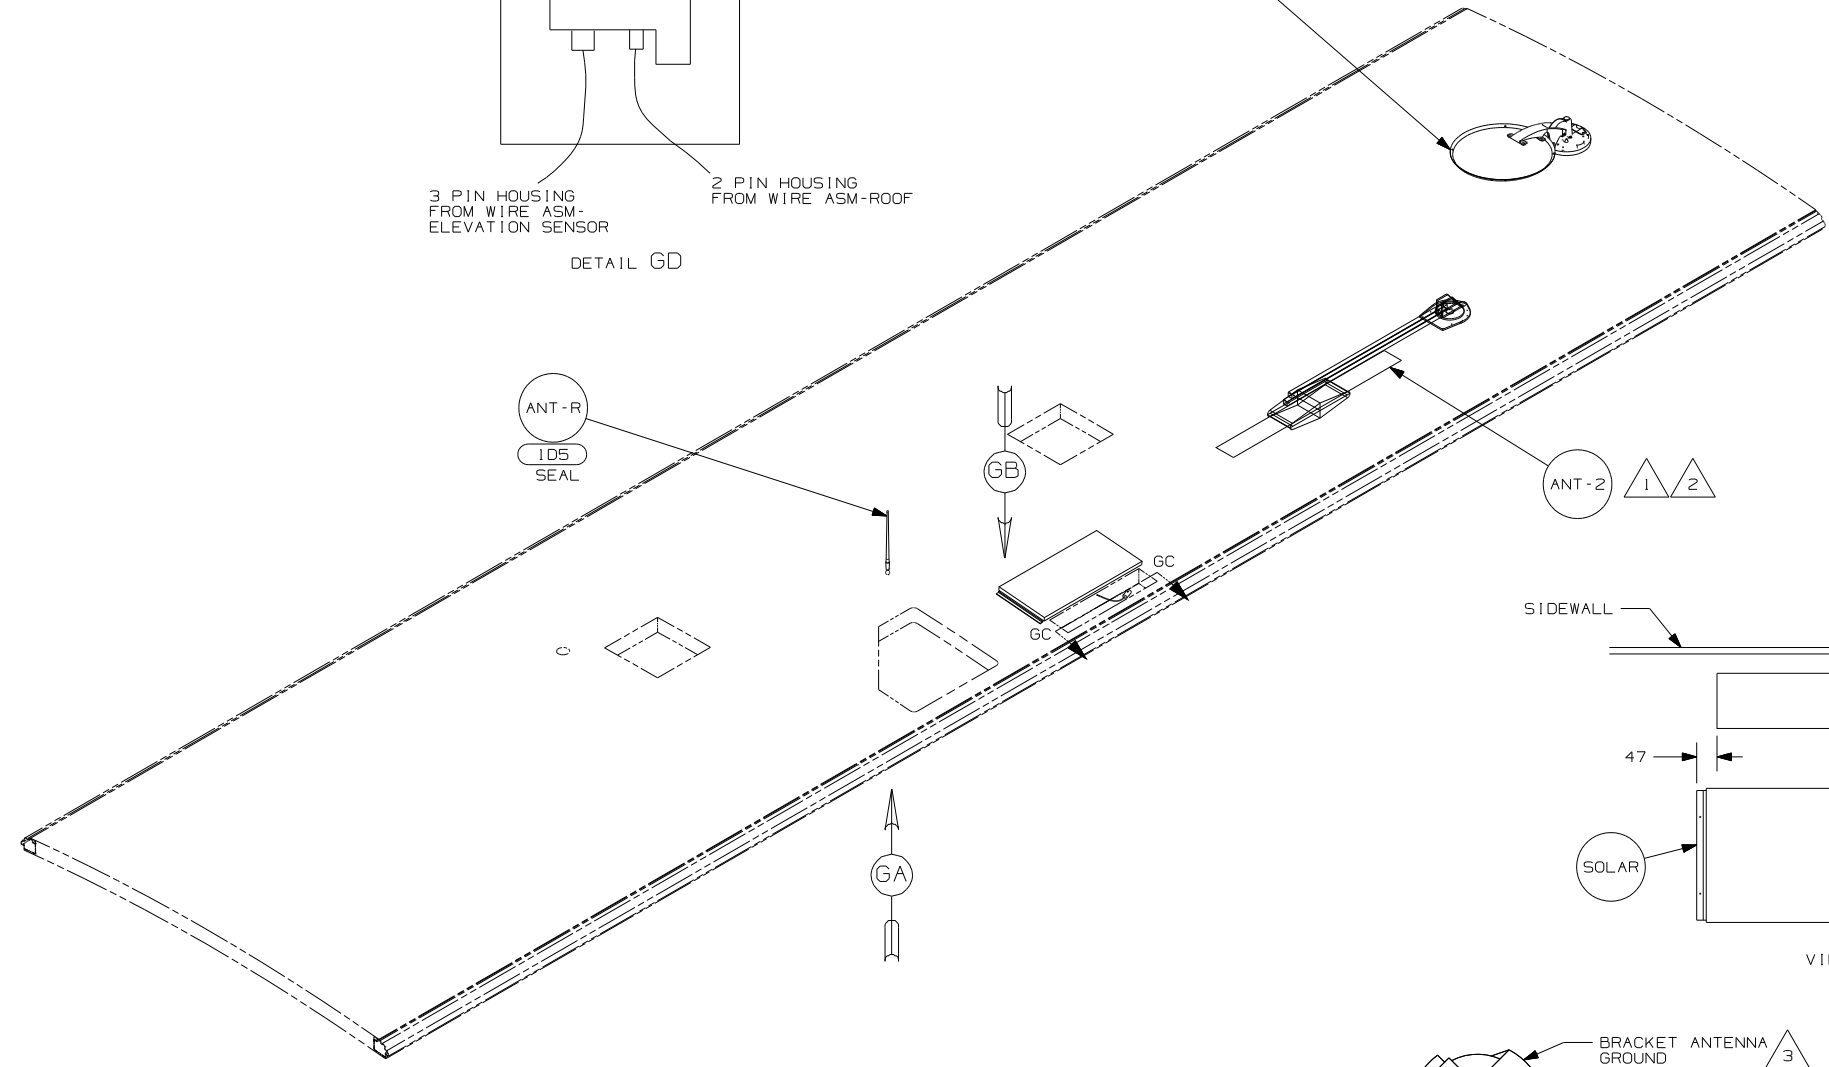 3 PIN HOUSING
FROM WIRE ASM-
ELEVATION SENSOR
2 PIN HOUSING
FROM WIRE ASM-ROOF
DETAIL GD
ANT-R
1D5
SEAL
GB
ANT-2
1
2
GC
GC
SIDEWALL
47
GA
SOLAR
BRACKET ANTENNA
GROUND
3